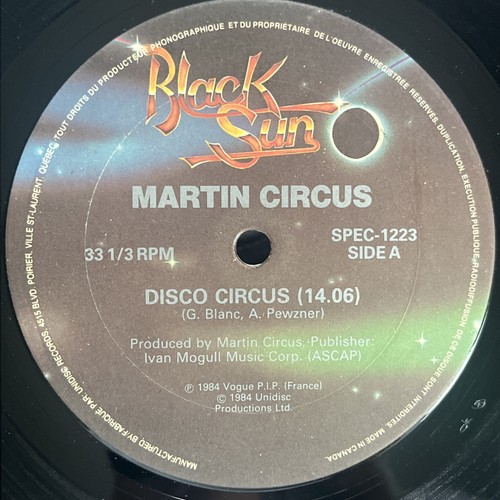 Black
Sun
MARTIN CIRCUS
33 1/3 RPM
SPEC-1223
SIDE A
DISCO CIRCUS (14.06)
(G. Blanc, A. Pewzner)
Produced by Martin Circus, Publisher:
Ivan Mogull Music Corp. (ASCAP)
℗ 1984 Vogue P.I.P. (France)
© 1984 Unidisc
Productions Ltd.
MANUFACTURED BY/FABRIQUÉ PAR: UNIDISC RECORDS, 4515 BLVD. POIRIER, VILLE ST-LAURENT, QUÉBEC TOUT DROITS DU PRODUCTEUR PHONOGRAPHIQUE ET DU PROPRIÉTAIRE DE L'OEUVRE ENREGISTRÉE RÉSERVÉS, DUPLICATION, EXECUTION PUBLIQUE-RADIODIFFUSION DE CE DISQUE SONT INTERDITES. MADE IN CANADA.